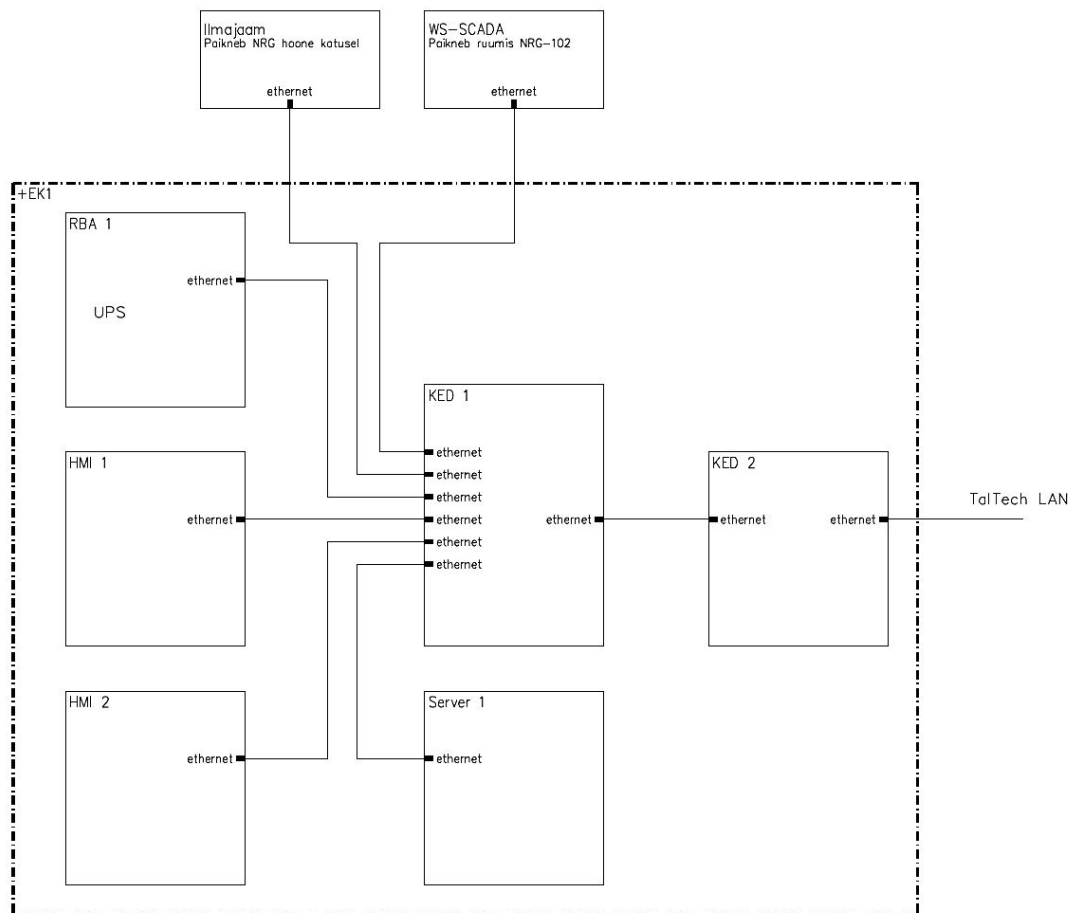 Ilmajaam
Paikneb NRG hoone katusel
ethernet
WS-SCADA
Paikneb ruumis NRG-102
ethernet
+EK1
RBA 1
ethernet
UPS
KED 1
ethernet
ethernet
ethernet
ethernet
ethernet
ethernet
ethernet
HMI 1
ethernet
KED 2
ethernet
ethernet
TalTech LAN
HMI 2
ethernet
Server 1
ethernet